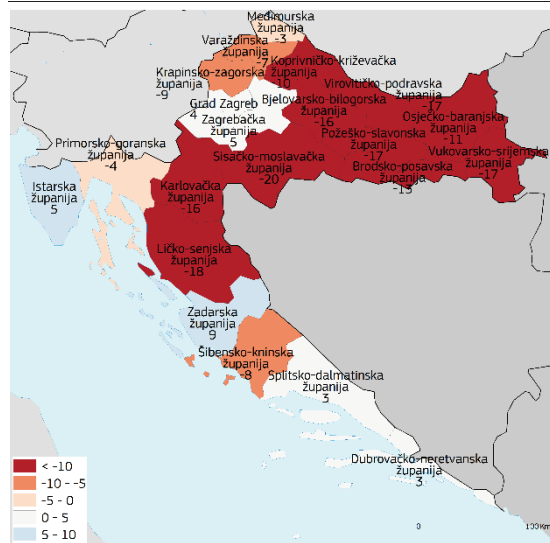 Međimurska
županija
-3
Varaždinska
županija
-7
Koprivničko-križevačka
županija
-10
Krapinsko-zagorska
županija
-9
Virovitičko-podravska
županija
-17
Grad Zagreb
4
Bjelovarsko-bilogorska
županija
-16
Zagrebačka
županija
5
Osječko-baranjska
županija
-11
Požeško-slavonska
županija
-17
Vukovarsko-srijemska
županija
-17
Primorsko-goranska
županija
-4
Sisačko-moslavačka
županija
-20
Brodsko-posavska
županija
-13
Istarska
županija
5
Karlovačka
županija
-16
Ličko-senjska
županija
-18
Zadarska
županija
9
Šibensko-kninska
županija
-8
Splitsko-dalmatinska
županija
3
Dubrovačko-neretvanska
županija
3
< -10
-10 - -5
-5 - 0
0 - 5
5 - 10
0 100Km